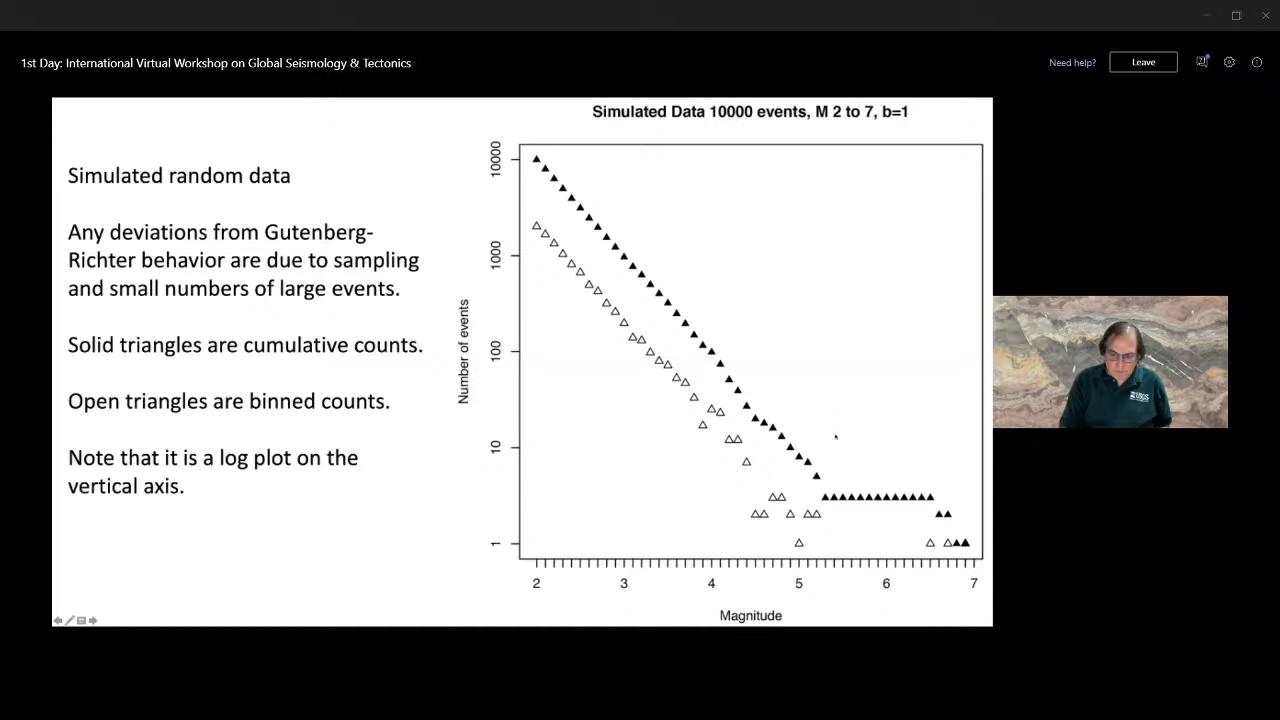 1st Day: International Virtual Workshop on Global Seismology & Tectonics
Need help?
Leave
Simulated Data 10000 events, M 2 to 7, b=1
Simulated random data
Any deviations from Gutenberg-
Richter behavior are due to sampling
and small numbers of large events.
Solid triangles are cumulative counts.
Open triangles are binned counts.
Note that it is a log plot on the
vertical axis.
Number of events
10000
1000
100
10
1
2 3 4 5 6 7
Magnitude
USGS